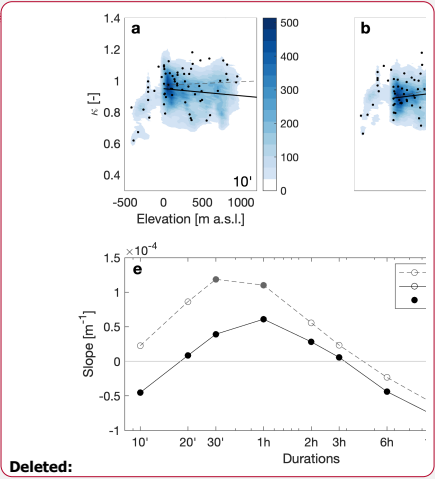 a
b
1.4
1.2
1
0.8
0.6
0.4
κ [-]
500
400
300
200
100
0
10'
-500 0 500 1000
Elevation [m a.s.l.]
×10⁻⁴
e
1.5
1
0.5
0
-0.5
-1
Slope [m⁻¹]
10' 20' 30' 1h 2h 3h 6h
Durations
Deleted: